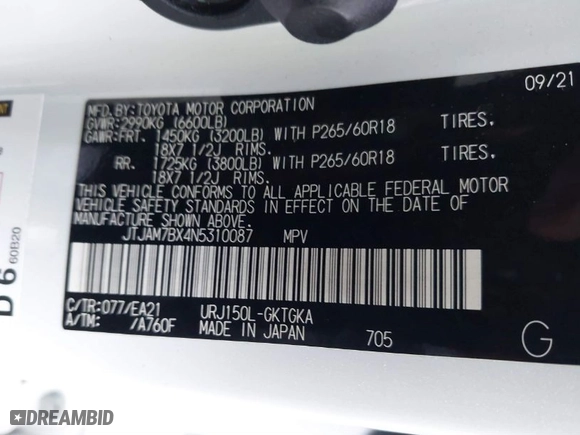 09/21
MFD.BY:TOYOTA MOTOR CORPORATION
GVWR:2990KG (6600LB)
GAWR:FRT. 1450KG (3200LB) WITH P265/60R18 TIRES.
18X7 1/2J RIMS.
RR. 1725KG (3800LB) WITH P265/60R18 TIRES.
18X7 1/2J RIMS.
THIS VEHICLE CONFORMS TO ALL APPLICABLE FEDERAL MOTOR
VEHICLE SAFETY STANDARDS IN EFFECT ON THE DATE OF
MANUFACTURE SHOWN ABOVE.
JTJAM7BX4N5310087 MPV
C/TR:077/EA21 URJ150L-GKTGKA
A/TM: /A760F MADE IN JAPAN 705 G
D 6
60B20
DREAMBID